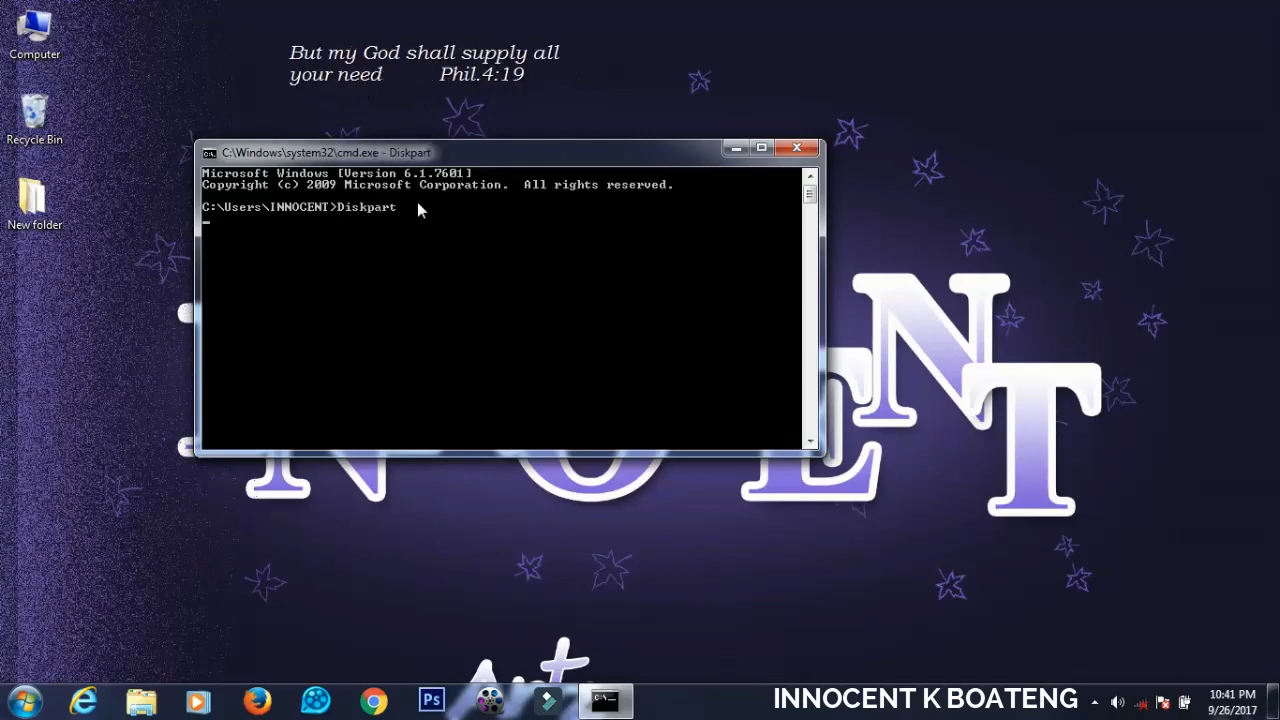 Computer
But my God shall supply all
your need Phil.4:19
Recycle Bin
New folder
C:\Windows\system32\cmd.exe - Diskpart
Microsoft Windows [Version 6.1.7601]
Copyright (c) 2009 Microsoft Corporation. All rights reserved.
C:\Users\INNOCENT>Diskpart
Ps
C:\_
INNOCENT K BOATENG
10:41 PM
9/26/2017